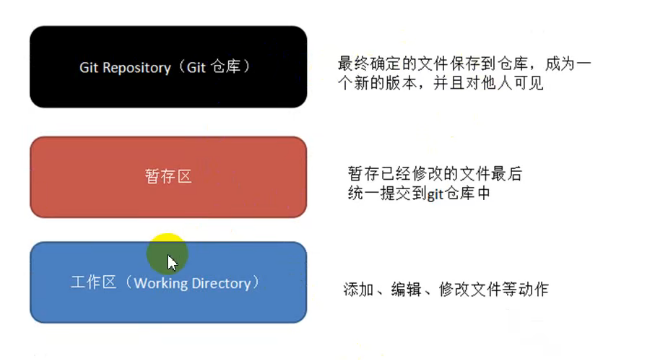 Git Repository（Git 仓库）
最终确定的文件保存到仓库，成为一
个新的版本，并且对他人可见
暂存区
暂存已经修改的文件最后
统一提交到git仓库中
工作区（Working Directory）
添加、编辑、修改文件等动作